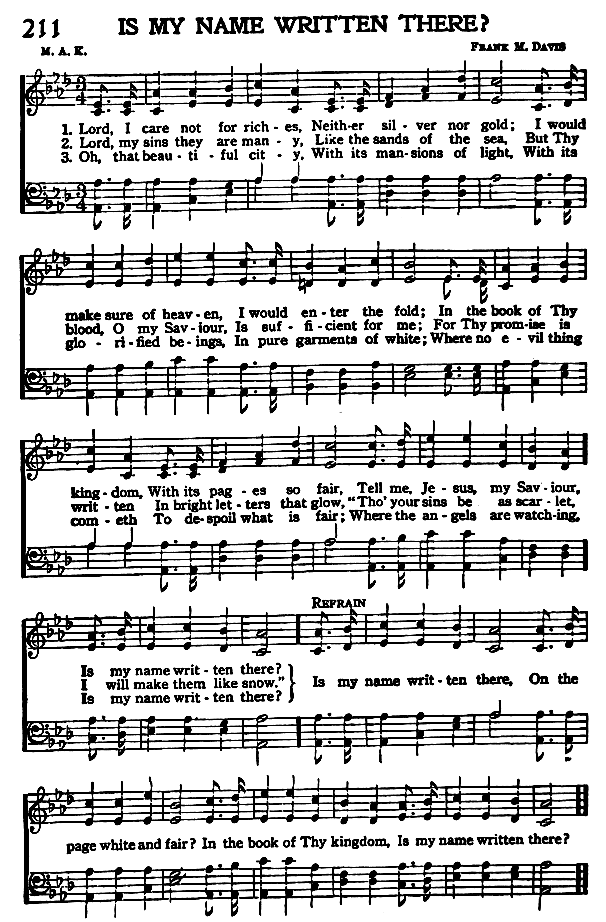 211 IS MY NAME WRITTEN THERE?
M. A. K. FRANK M. DAVIS
1. Lord, I care not for rich - es, Neith-er sil - ver nor gold; I would
2. Lord, my sins they are man - y, Like the sands of the sea, But Thy
3. Oh, that beau - ti - ful cit - y, With its man-sions of light, With its
make sure of heav - en, I would en - ter the fold; In the book of Thy
blood, O my Sav - iour, Is suf - fi - cient for me; For Thy prom-ise is
glo - ri - fied be - ings, In pure garments of white; Where no e - vil thing
king - dom, With its pag - es so fair, Tell me, Je - sus, my Sav - iour,
writ - ten In bright let - ters that glow, "Tho' your sins be as scar - let,
com - eth To de-spoil what is fair; Where the an - gels are watch-ing,
REFRAIN
Is my name writ - ten there?
I will make them like snow." Is my name writ - ten there, On the
Is my name writ - ten there?
page white and fair? In the book of Thy kingdom, Is my name written there?